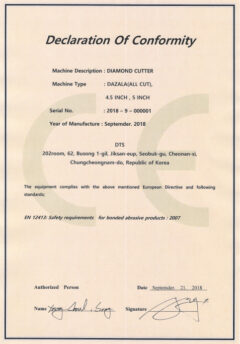 Declaration Of Conformity
Machine Description : DIAMOND CUTTER
Machine Type : DAZALA(ALL CUT),
4.5 INCH , 5 INCH
Serial No. : 2018 - 9 - 000001
Year of Manufacture : Septemder. 2018
DTS
202room, 62, Busong 1-gil, Jiksan-eup, Seobuk-gu, Cheonan-si,
Chungcheongnam-do, Republic of Korea
The equipment complies with the above mentioned European Directive and following
standards;
EN 12413: Safety requirements for bonded abrasive products / 2007
Authorized Person Date September. 21. 2018
Name Signature
CE